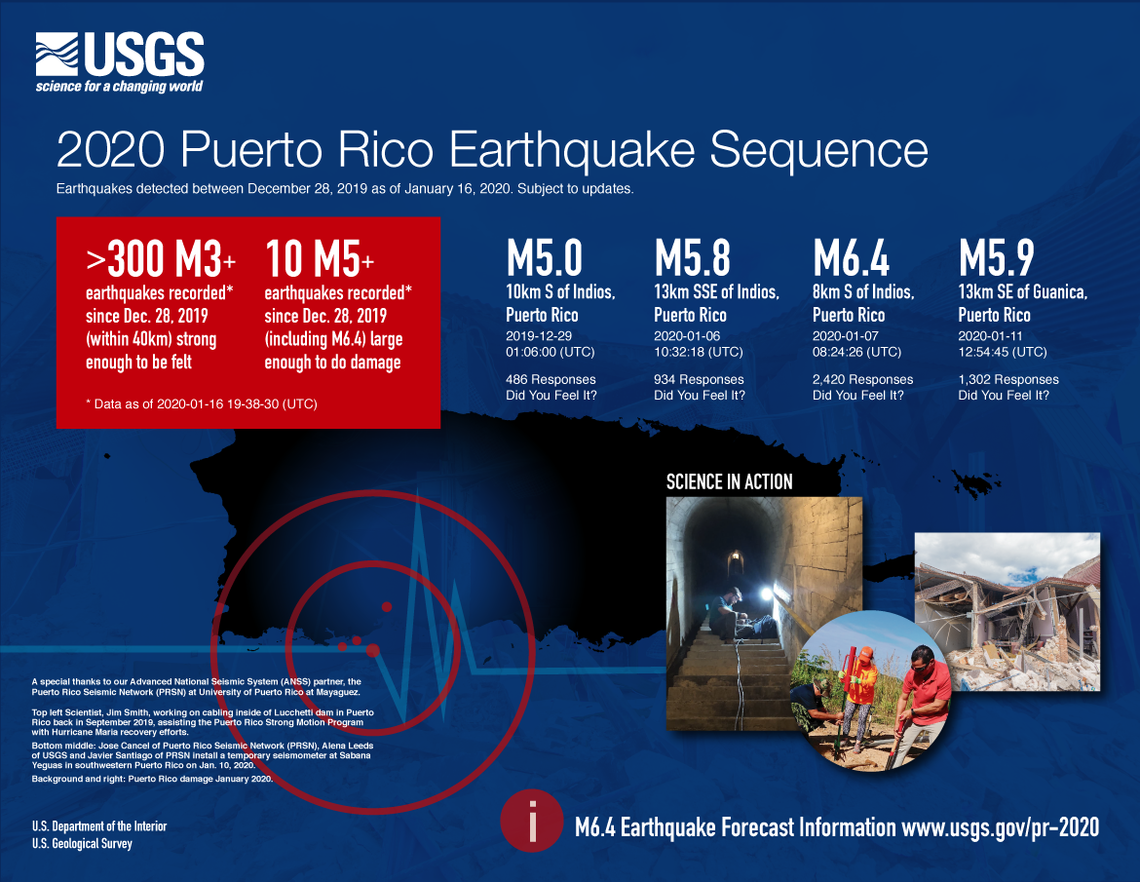 USGS
science for a changing world
2020 Puerto Rico Earthquake Sequence
Earthquakes detected between December 28, 2019 as of January 16, 2020. Subject to updates.
>300 M3+
earthquakes recorded*
since Dec. 28, 2019
(within 40km) strong
enough to be felt
10 M5+
earthquakes recorded*
since Dec. 28, 2019
(including M6.4) large
enough to do damage
* Data as of 2020-01-16 19-38-30 (UTC)
M5.0
10km S of Indios,
Puerto Rico
2019-12-29
01:06:00 (UTC)
486 Responses
Did You Feel It?
M5.8
13km SSE of Indios,
Puerto Rico
2020-01-06
10:32:18 (UTC)
934 Responses
Did You Feel It?
M6.4
8km S of Indios,
Puerto Rico
2020-01-07
08:24:26 (UTC)
2,420 Responses
Did You Feel It?
M5.9
13km SE of Guanica,
Puerto Rico
2020-01-11
12:54:45 (UTC)
1,302 Responses
Did You Feel It?
SCIENCE IN ACTION
A special thanks to our Advanced National Seismic System (ANSS) partner, the
Puerto Rico Seismic Network (PRSN) at University of Puerto Rico at Mayaguez.
Top left Scientist, Jim Smith, working on cabling inside of Lucchetti dam in Puerto
Rico back in September 2019, assisting the Puerto Rico Strong Motion Program
with Hurricane Maria recovery efforts.
Bottom middle: Jose Cancel of Puerto Rico Seismic Network (PRSN), Alena Leeds
of USGS and Javier Santiago of PRSN install a temporary seismometer at Sabana
Yeguas in southwestern Puerto Rico on Jan. 10, 2020.
Background and right: Puerto Rico damage January 2020.
U.S. Department of the Interior
U.S. Geological Survey
i
M6.4 Earthquake Forecast Information www.usgs.gov/pr-2020